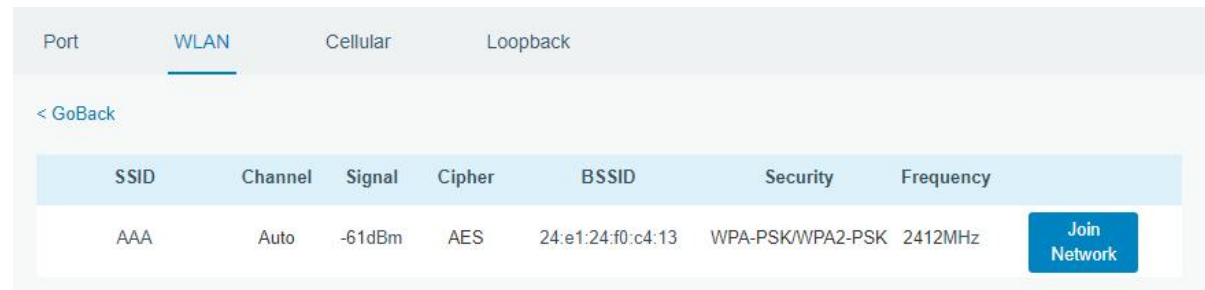 Port WLAN Cellular Loopback
< GoBack
SSID Channel Signal Cipher BSSID Security Frequency
AAA Auto -61dBm AES 24:e1:24:f0:c4:13 WPA-PSK/WPA2-PSK 2412MHz Join
Network